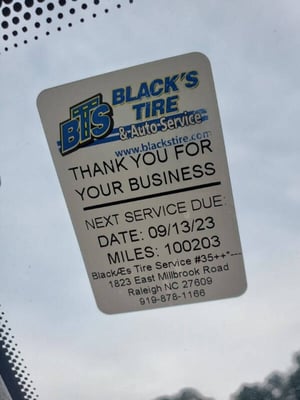 BTS
BLACK'S
TIRE
& Auto Service
www.blackstire.com
THANK YOU FOR
YOUR BUSINESS
NEXT SERVICE DUE:
DATE: 09/13/23
MILES: 100203
BlackÆs Tire Service #35++*---
1823 East Millbrook Road
Raleigh NC 27609
919-878-1166